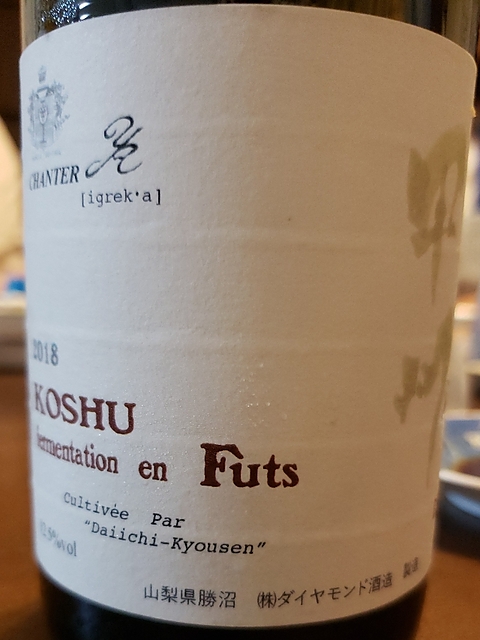 CHANTER Y.A
[igrek・a]
2018
KOSHU
fermentation en Fûts
Cultivée Par
"Daiichi-Kyousen"
山梨県勝沼 ㈱ダイヤモンド酒造 製造